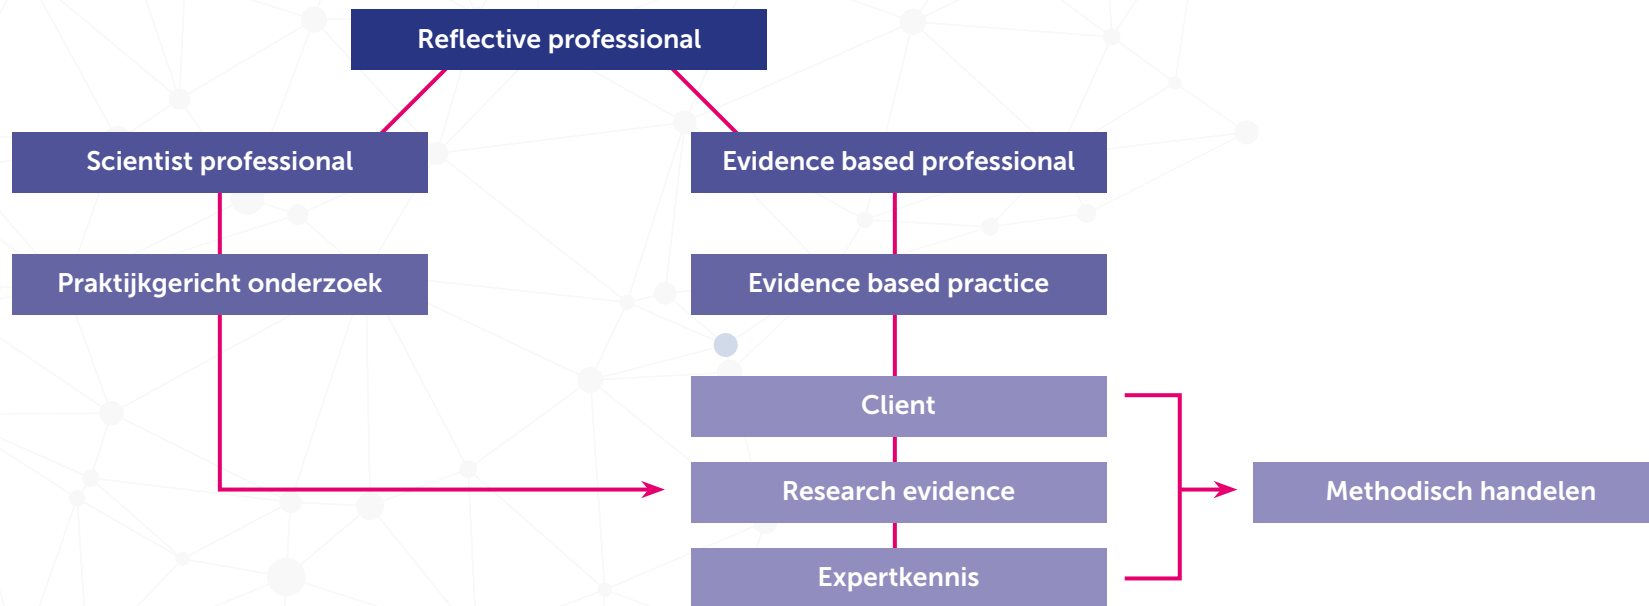 Reflective professional
Scientist professional
Evidence based professional
Praktijkgericht onderzoek
Evidence based practice
Client
Research evidence
Methodisch handelen
Expertkennis